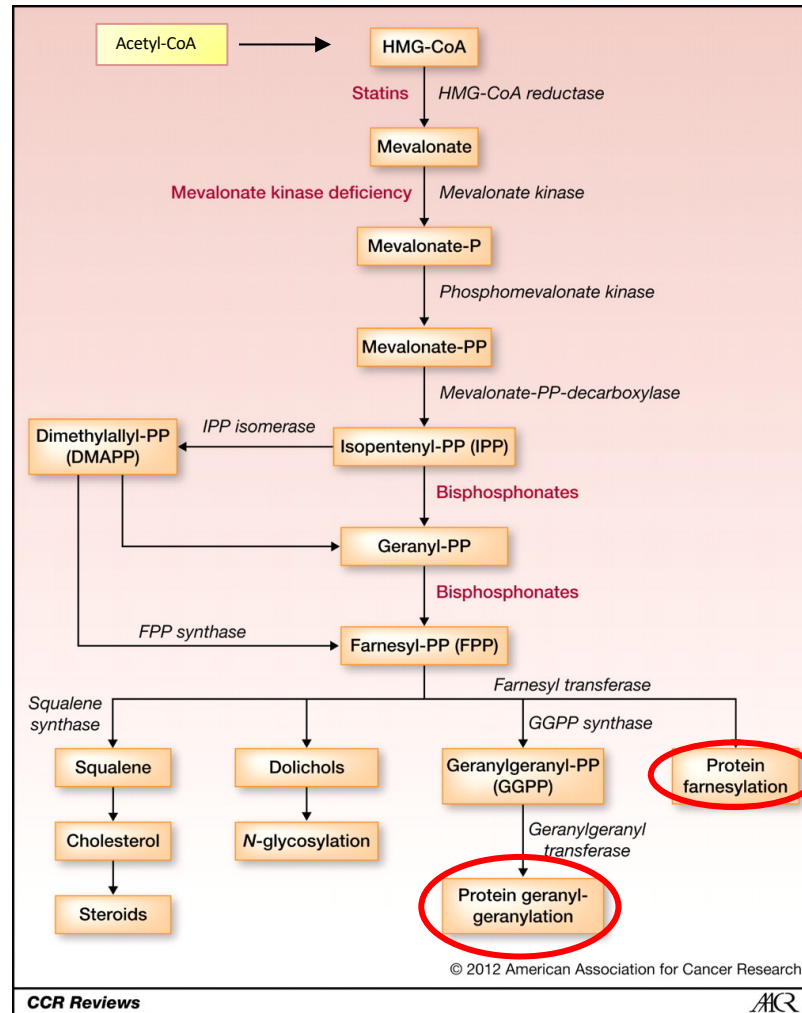 Acetyl-CoA
HMG-CoA
Statins
HMG-CoA reductase
Mevalonate
Mevalonate kinase deficiency
Mevalonate kinase
Mevalonate-P
Phosphomevalonate kinase
Mevalonate-PP
Mevalonate-PP-decarboxylase
Dimethylallyl-PP
(DMAPP)
IPP isomerase
Isopentenyl-PP (IPP)
Bisphosphonates
Geranyl-PP
Bisphosphonates
FPP synthase
Farnesyl-PP (FPP)
Squalene
synthase
Farnesyl transferase
GGPP synthase
Squalene
Dolichols
Geranylgeranyl-PP
(GGPP)
Protein
farnesylation
Cholesterol
N-glycosylation
Geranylgeranyl
transferase
Steroids
Protein geranyl-
geranylation
© 2012 American Association for Cancer Research
CCR Reviews
AACR